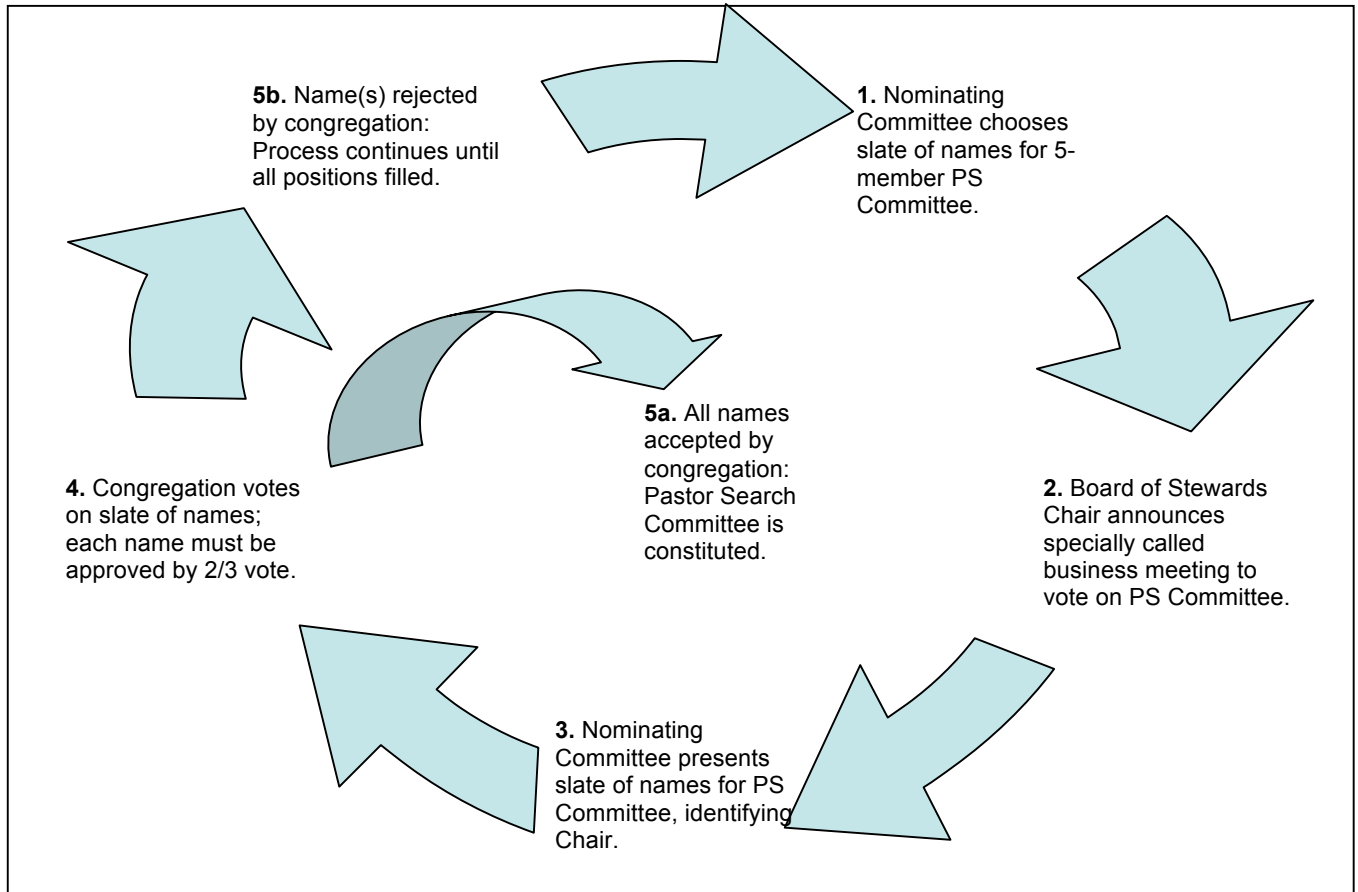 1. Nominating
Committee chooses
slate of names for 5-
member PS
Committee.
2. Board of Stewards
Chair announces
specially called
business meeting to
vote on PS Committee.
3. Nominating
Committee presents
slate of names for PS
Committee, identifying
Chair.
4. Congregation votes
on slate of names;
each name must be
approved by 2/3 vote.
5a. All names
accepted by
congregation:
Pastor Search
Committee is
constituted.
5b. Name(s) rejected
by congregation:
Process continues until
all positions filled.